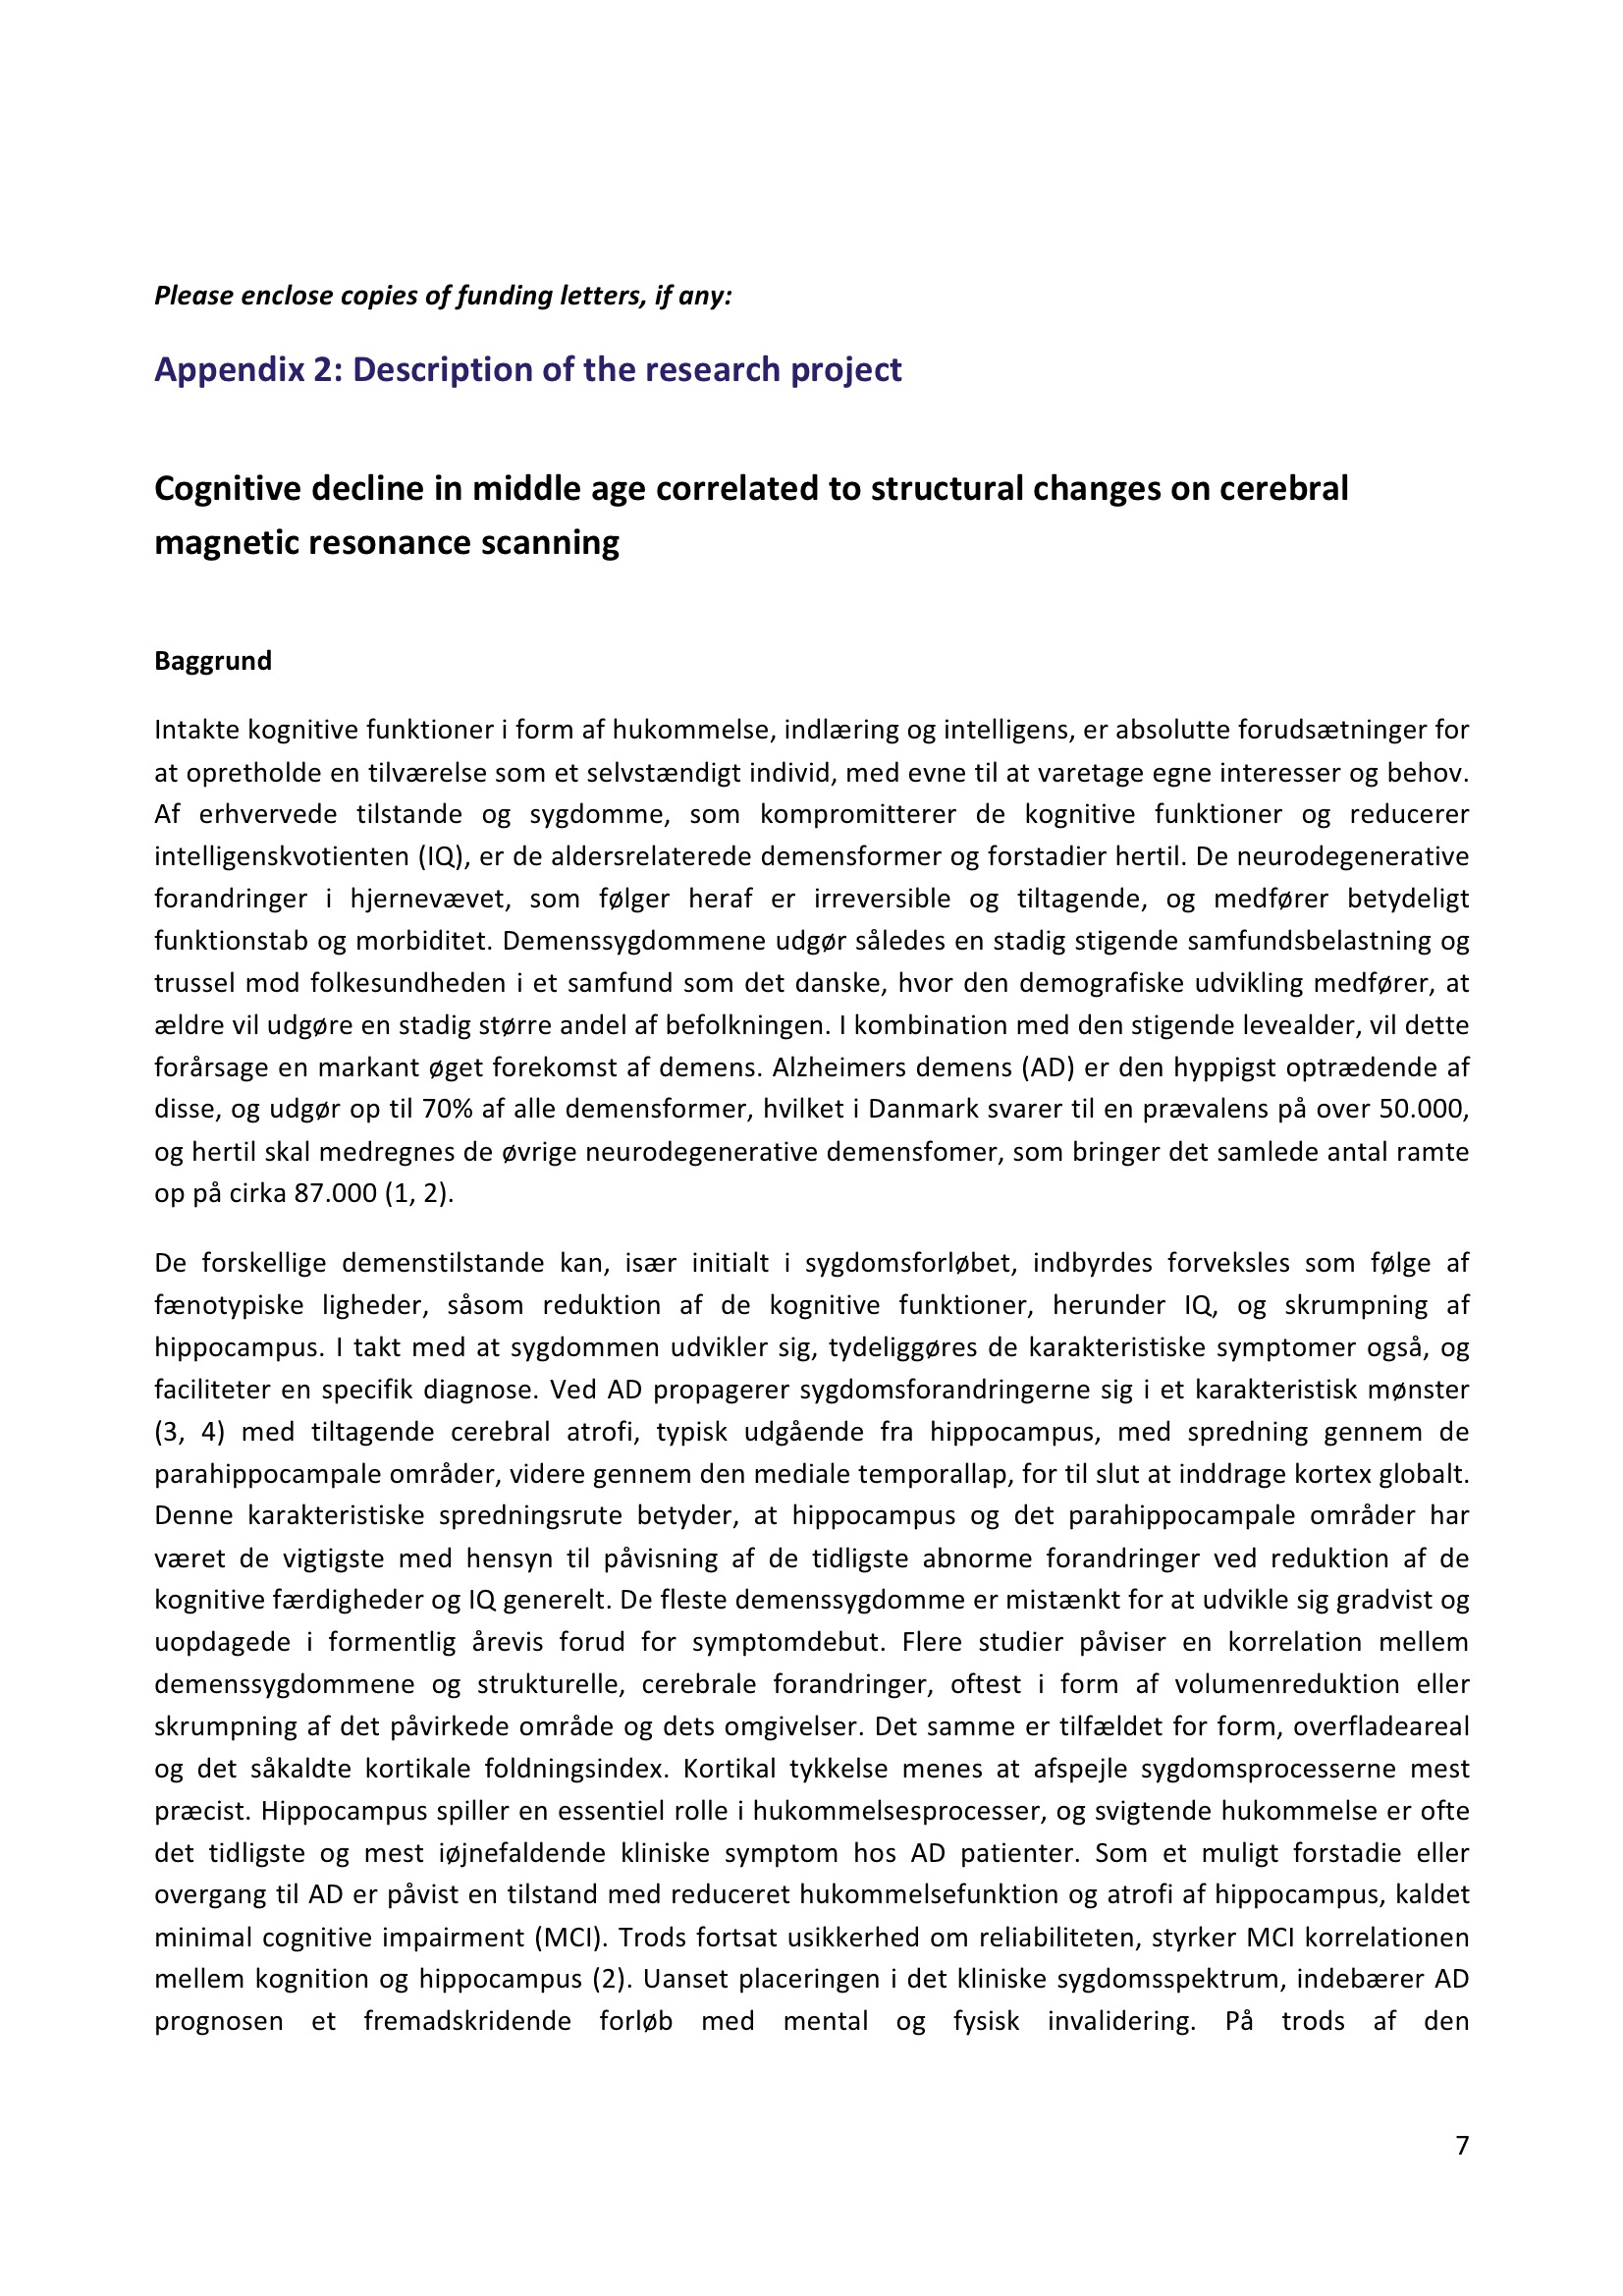 Please enclose copies of funding letters, if any:
Appendix 2: Description of the research project
Cognitive decline in middle age correlated to structural changes on cerebral
magnetic resonance scanning
Baggrund
Intakte kognitive funktioner i form af hukommelse, indlæring og intelligens, er absolutte forudsætninger for
at opretholde en tilværelse som et selvstændigt individ, med evne til at varetage egne interesser og behov.
Af erhvervede tilstande og sygdomme, som kompromitterer de kognitive funktioner og reducerer
intelligenskvotienten (IQ), er de aldersrelaterede demensformer og forstadier hertil. De neurodegenerative
forandringer i hjernevævet, som følger heraf er irreversible og tiltagende, og medfører betydeligt
funktionstab og morbiditet. Demenssygdommene udgør således en stadig stigende samfundsbelastning og
trussel mod folkesundheden i et samfund som det danske, hvor den demografiske udvikling medfører, at
ældre vil udgøre en stadig større andel af befolkningen. I kombination med den stigende levealder, vil dette
forårsage en markant øget forekomst af demens. Alzheimers demens (AD) er den hyppigst optrædende af
disse, og udgør op til 70% af alle demensformer, hvilket i Danmark svarer til en prævalens på over 50.000,
og hertil skal medregnes de øvrige neurodegenerative demensfomer, som bringer det samlede antal ramte
op på cirka 87.000 (1, 2).
De forskellige demenstilstande kan, især initialt i sygdomsforløbet, indbyrdes forveksles som følge af
fænotypiske ligheder, såsom reduktion af de kognitive funktioner, herunder IQ, og skrumpning af
hippocampus. I takt med at sygdommen udvikler sig, tydeliggøres de karakteristiske symptomer også, og
faciliteter en specifik diagnose. Ved AD propagerer sygdomsforandringerne sig i et karakteristisk mønster
(3, 4) med tiltagende cerebral atrofi, typisk udgående fra hippocampus, med spredning gennem de
parahippocampale områder, videre gennem den mediale temporallap, for til slut at inddrage kortex globalt.
Denne karakteristiske spredningsrute betyder, at hippocampus og det parahippocampale områder har
været de vigtigste med hensyn til påvisning af de tidligste abnorme forandringer ved reduktion af de
kognitive færdigheder og IQ generelt. De fleste demenssygdomme er mistænkt for at udvikle sig gradvist og
uopdagede i formentlig årevis forud for symptomdebut. Flere studier påviser en korrelation mellem
demenssygdommene og strukturelle, cerebrale forandringer, oftest i form af volumenreduktion eller
skrumpning af det påvirkede område og dets omgivelser. Det samme er tilfældet for form, overfladeareal
og det såkaldte kortikale foldningsindex. Kortikal tykkelse menes at afspejle sygdomsprocesserne mest
præcist. Hippocampus spiller en essentiel rolle i hukommelsesprocesser, og svigtende hukommelse er ofte
det tidligste og mest iøjnefaldende kliniske symptom hos AD patienter. Som et muligt forstadie eller
overgang til AD er påvist en tilstand med reduceret hukommelsefunktion og atrofi af hippocampus, kaldet
minimal cognitive impairment (MCI). Trods fortsat usikkerhed om reliabiliteten, styrker MCI korrelationen
mellem kognition og hippocampus (2). Uanset placeringen i det kliniske sygdomsspektrum, indebærer AD
prognosen et fremadskridende forløb med mental og fysisk invalidering. På trods af den
7